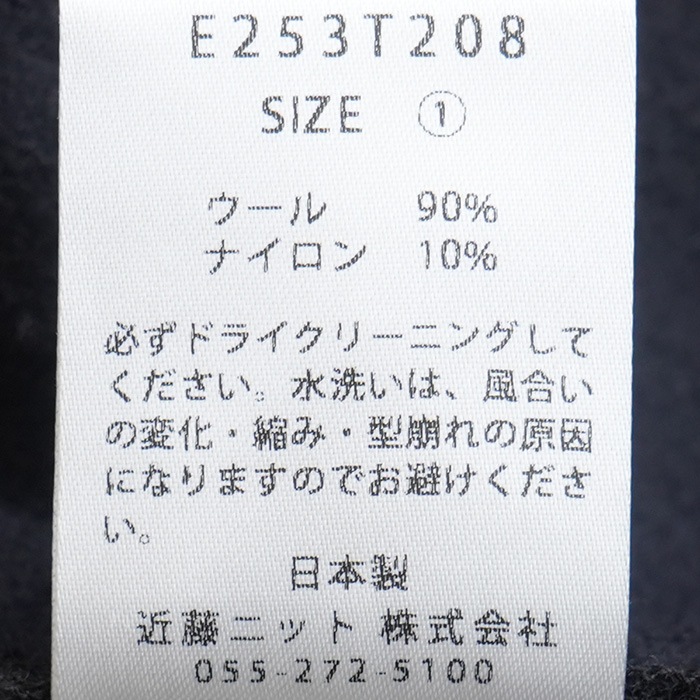 E253T208
SIZE ①
ウール 90%
ナイロン 10%
必ずドライクリーニングして
ください。水洗いは、風合い
の変化・縮み・型崩れの原因
になりますのでお避けくださ
い。
日本製
近藤ニット 株式会社
055-272-5100